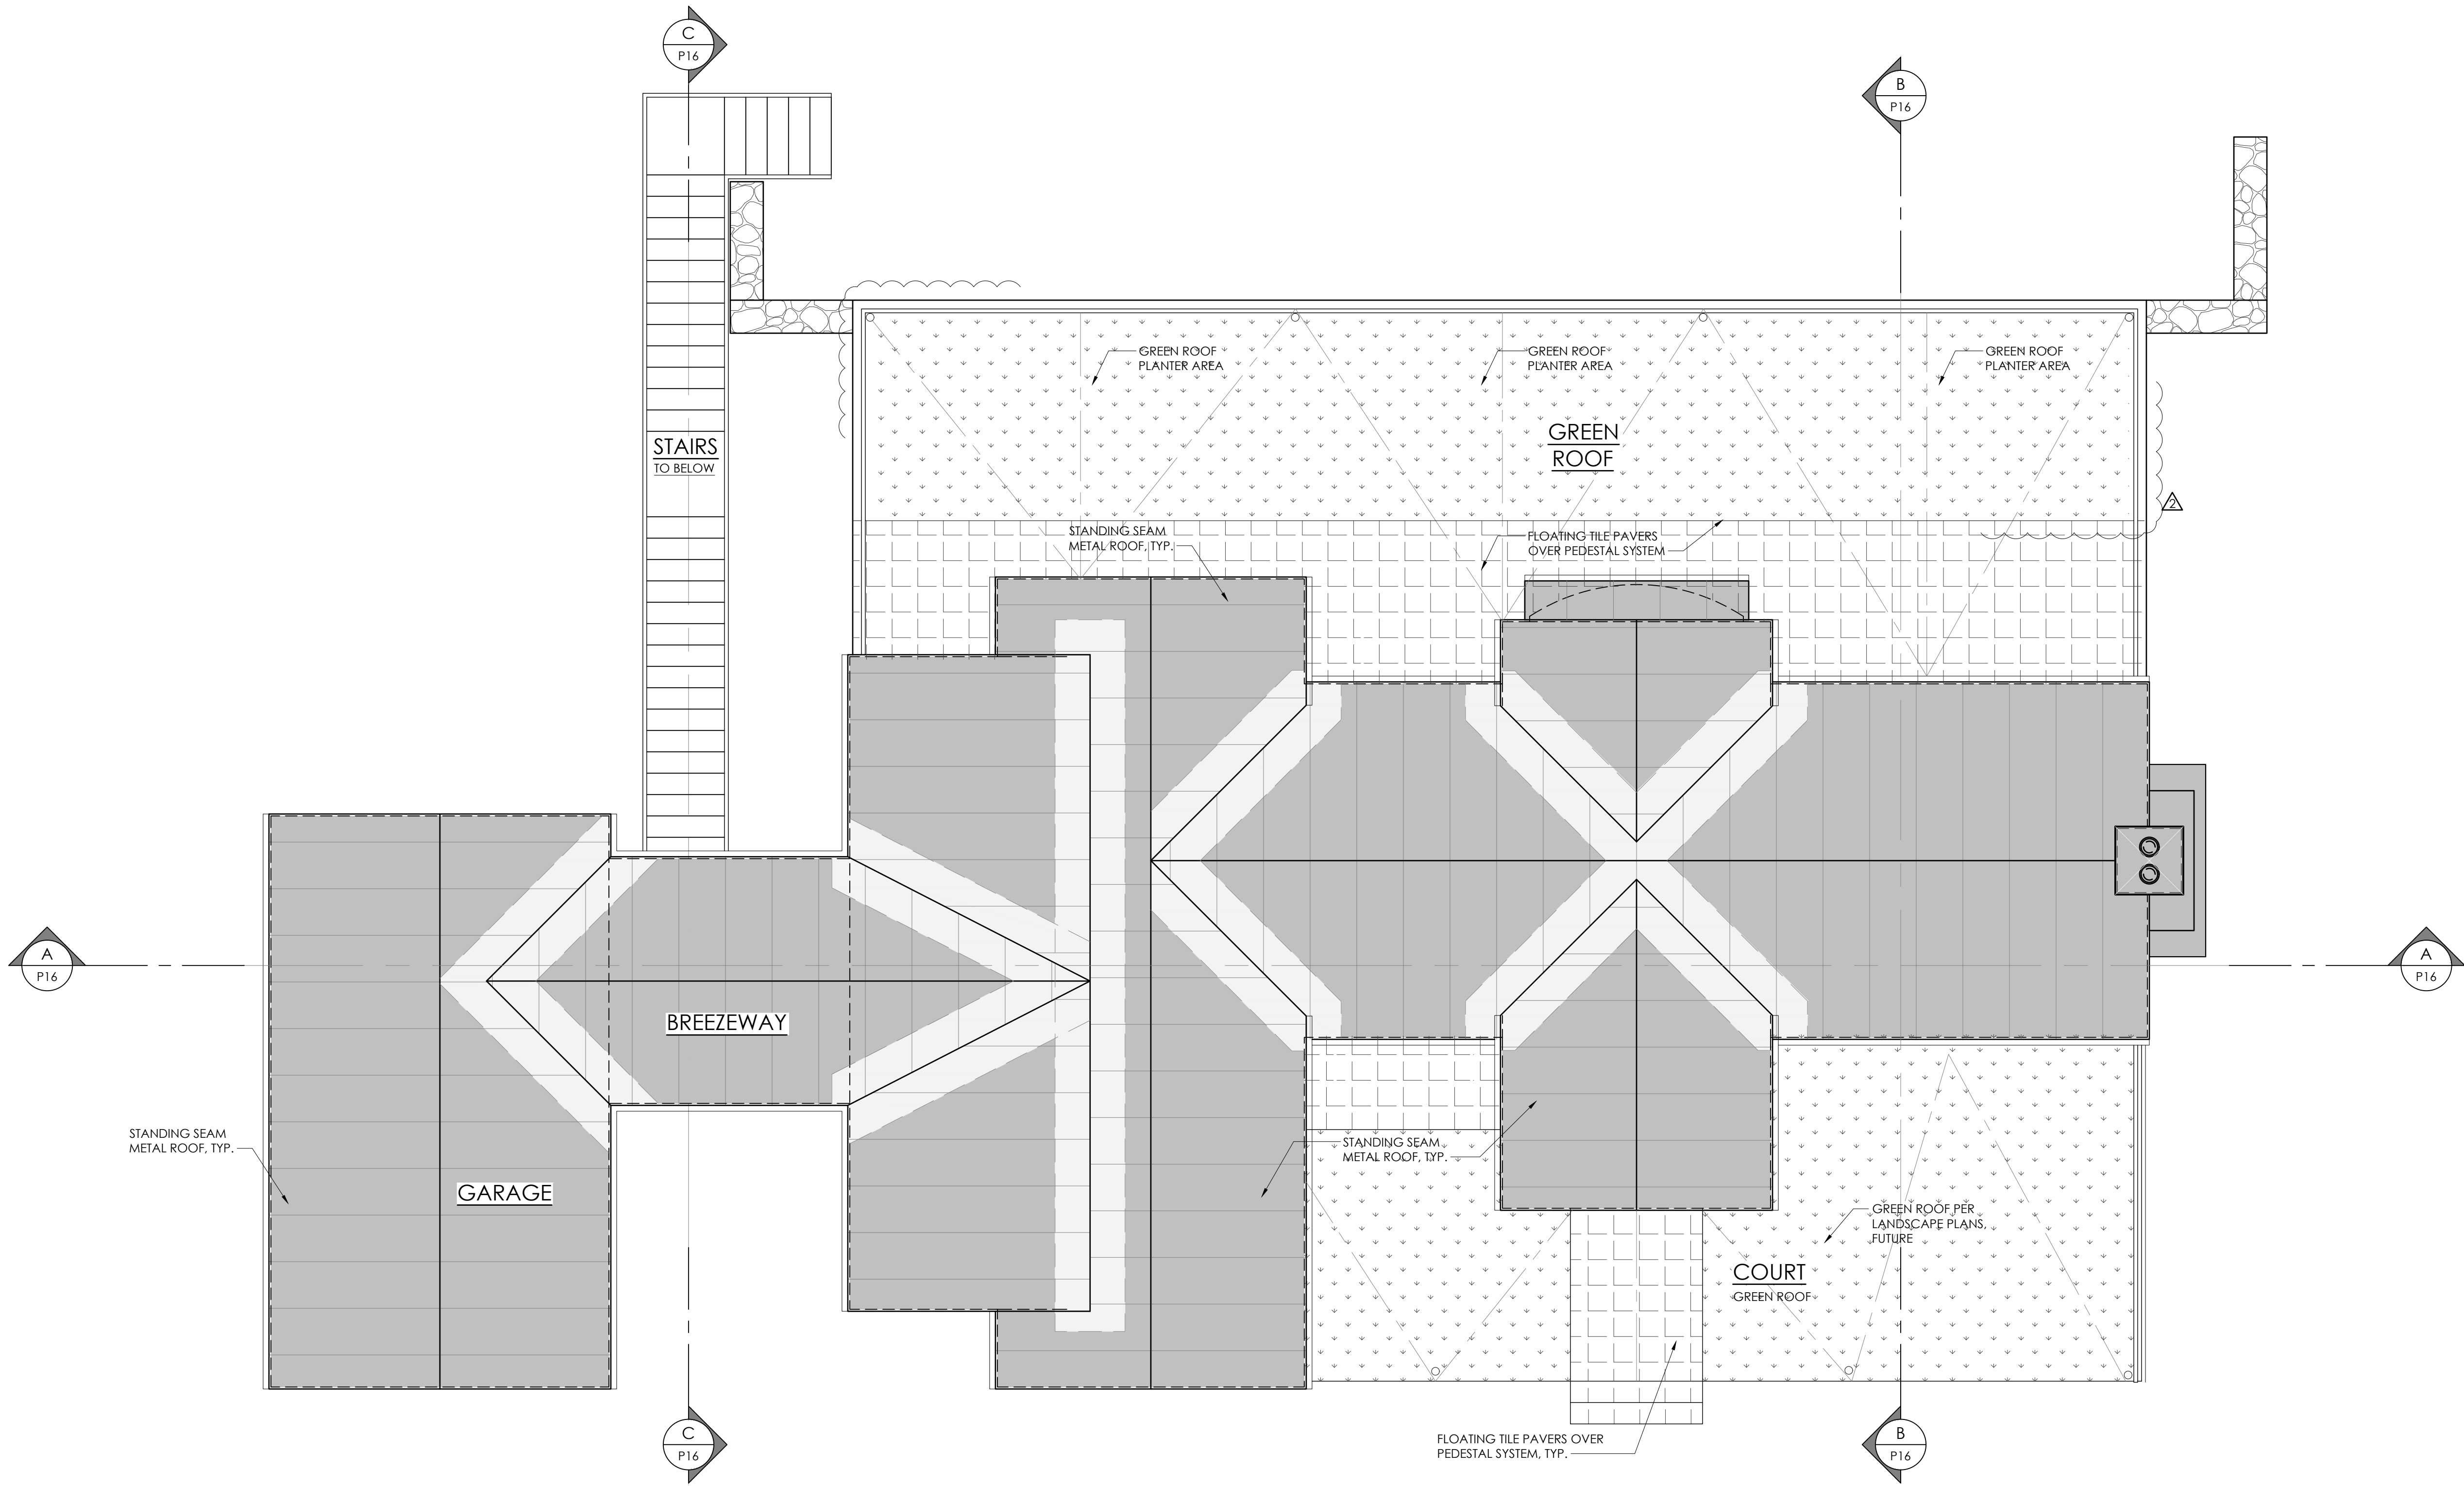 C
P16
B
P16
GREEN ROOF
PLANTER AREA
GREEN ROOF
PLANTER AREA
GREEN ROOF
PLANTER AREA
STAIRS
TO BELOW
GREEN
ROOF
2
STANDING SEAM
METAL ROOF, TYP.
FLOATING TILE PAVERS
OVER PEDESTAL SYSTEM
A
P16
A
P16
BREEZEWAY
STANDING SEAM
METAL ROOF, TYP.
STANDING SEAM
METAL ROOF, TYP.
GARAGE
GREEN ROOF PER
LANDSCAPE PLANS,
FUTURE
COURT
GREEN ROOF
FLOATING TILE PAVERS OVER
PEDESTAL SYSTEM, TYP.
C
P16
B
P16